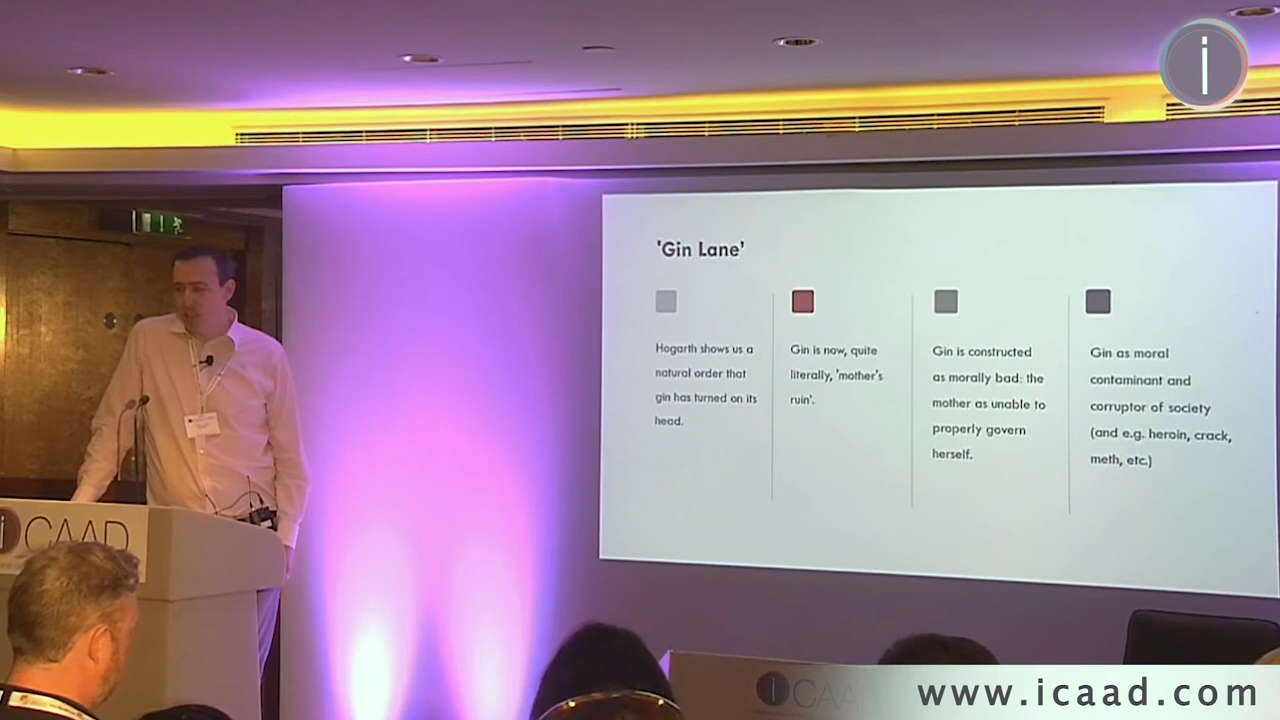 i
'Gin Lane'
Hogarth shows us a
natural order that
gin has turned on its
head.
Gin is now, quite
literally, 'mother's
ruin'.
Gin is constructed
as morally bad: the
mother as unable to
properly govern
herself.
Gin as moral
contaminant and
corruptor of society
(and e.g. heroin, crack,
meth, etc.)
iCAAD
iCAAD
www.icaad.com